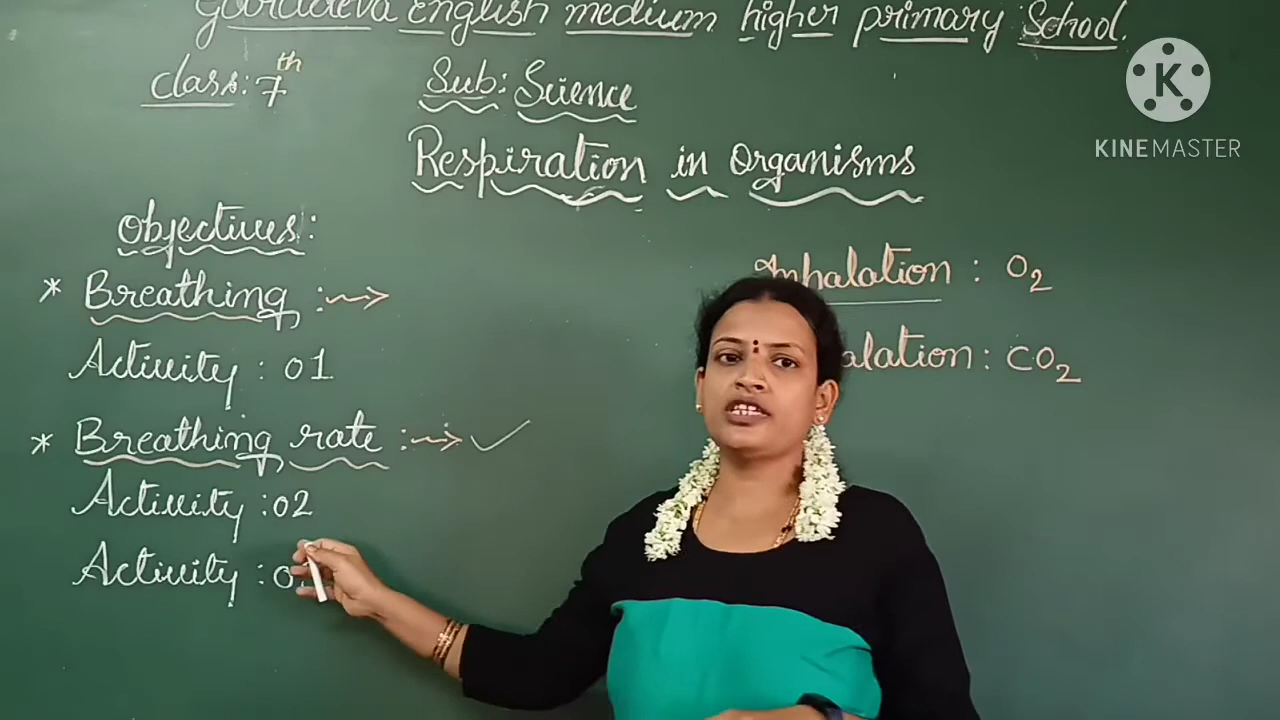 English medium higher primary School.
class: 7th
Sub: Science
Respiration in Organisms
Objectives:
* Breathing :→
Activity : 01
* Breathing rate :→ ✓
Activity : 02
Activity :
Inhalation : O2
alation : CO2
K
KINEMASTER